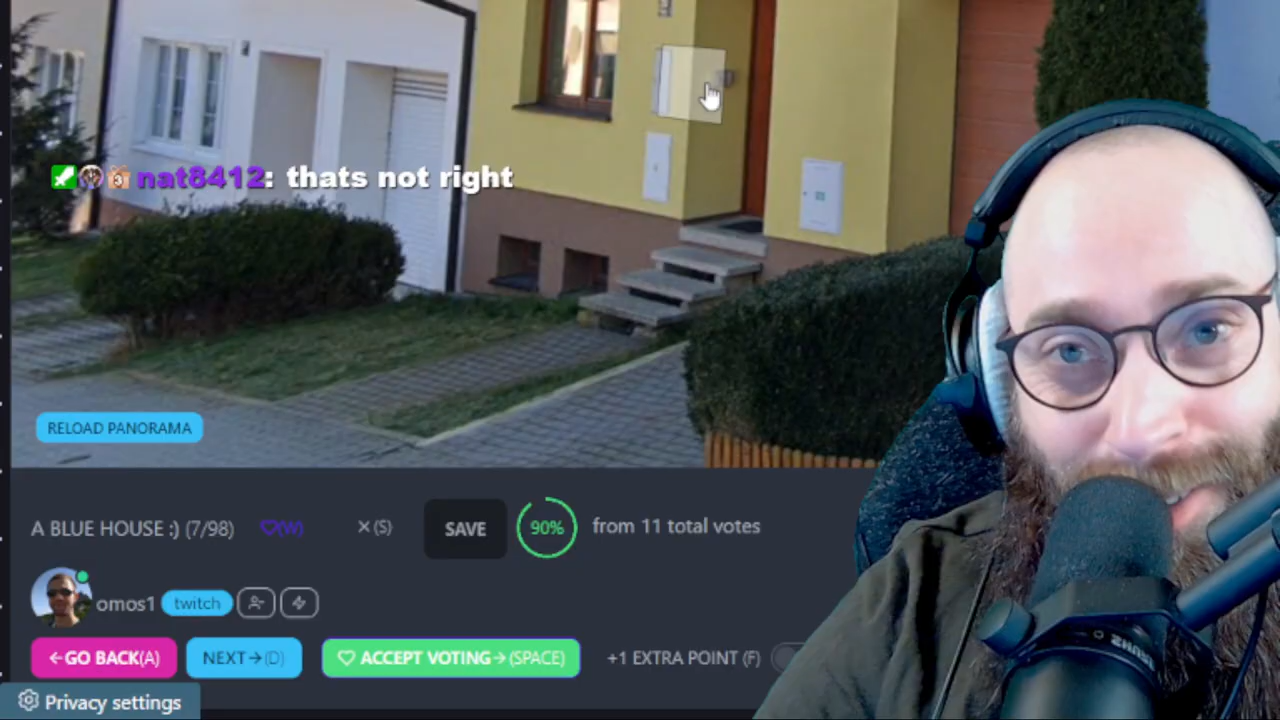 nat8412: thats not right
RELOAD PANORAMA
A BLUE HOUSE :) (7/98) (W) (S) SAVE 90% from 11 total votes
omos1 twitch
GO BACK(A) NEXT (D) ACCEPT VOTING (SPACE) +1 EXTRA POINT (F)
Privacy settings